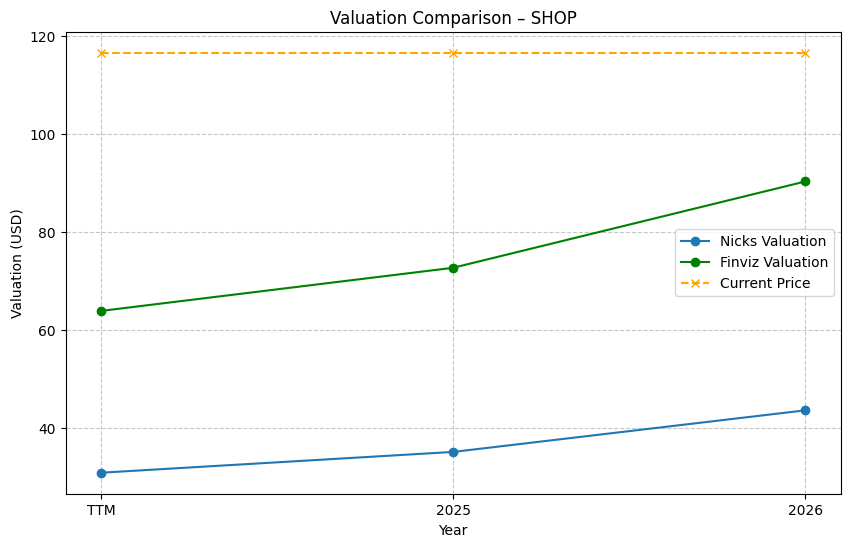 Valuation Comparison – SHOP
120
100
80
60
40
Valuation (USD)
Nicks Valuation
Finviz Valuation
Current Price
TTM
2025
2026
Year